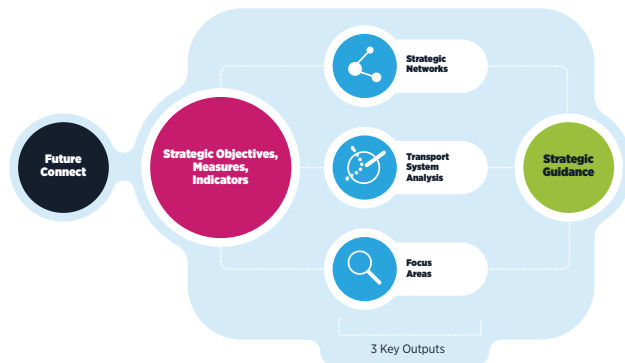 Future
Connect
Strategic Objectives,
Measures,
Indicators
Strategic
Networks
Transport
System
Analysis
Focus
Areas
Strategic
Guidance
3 Key Outputs